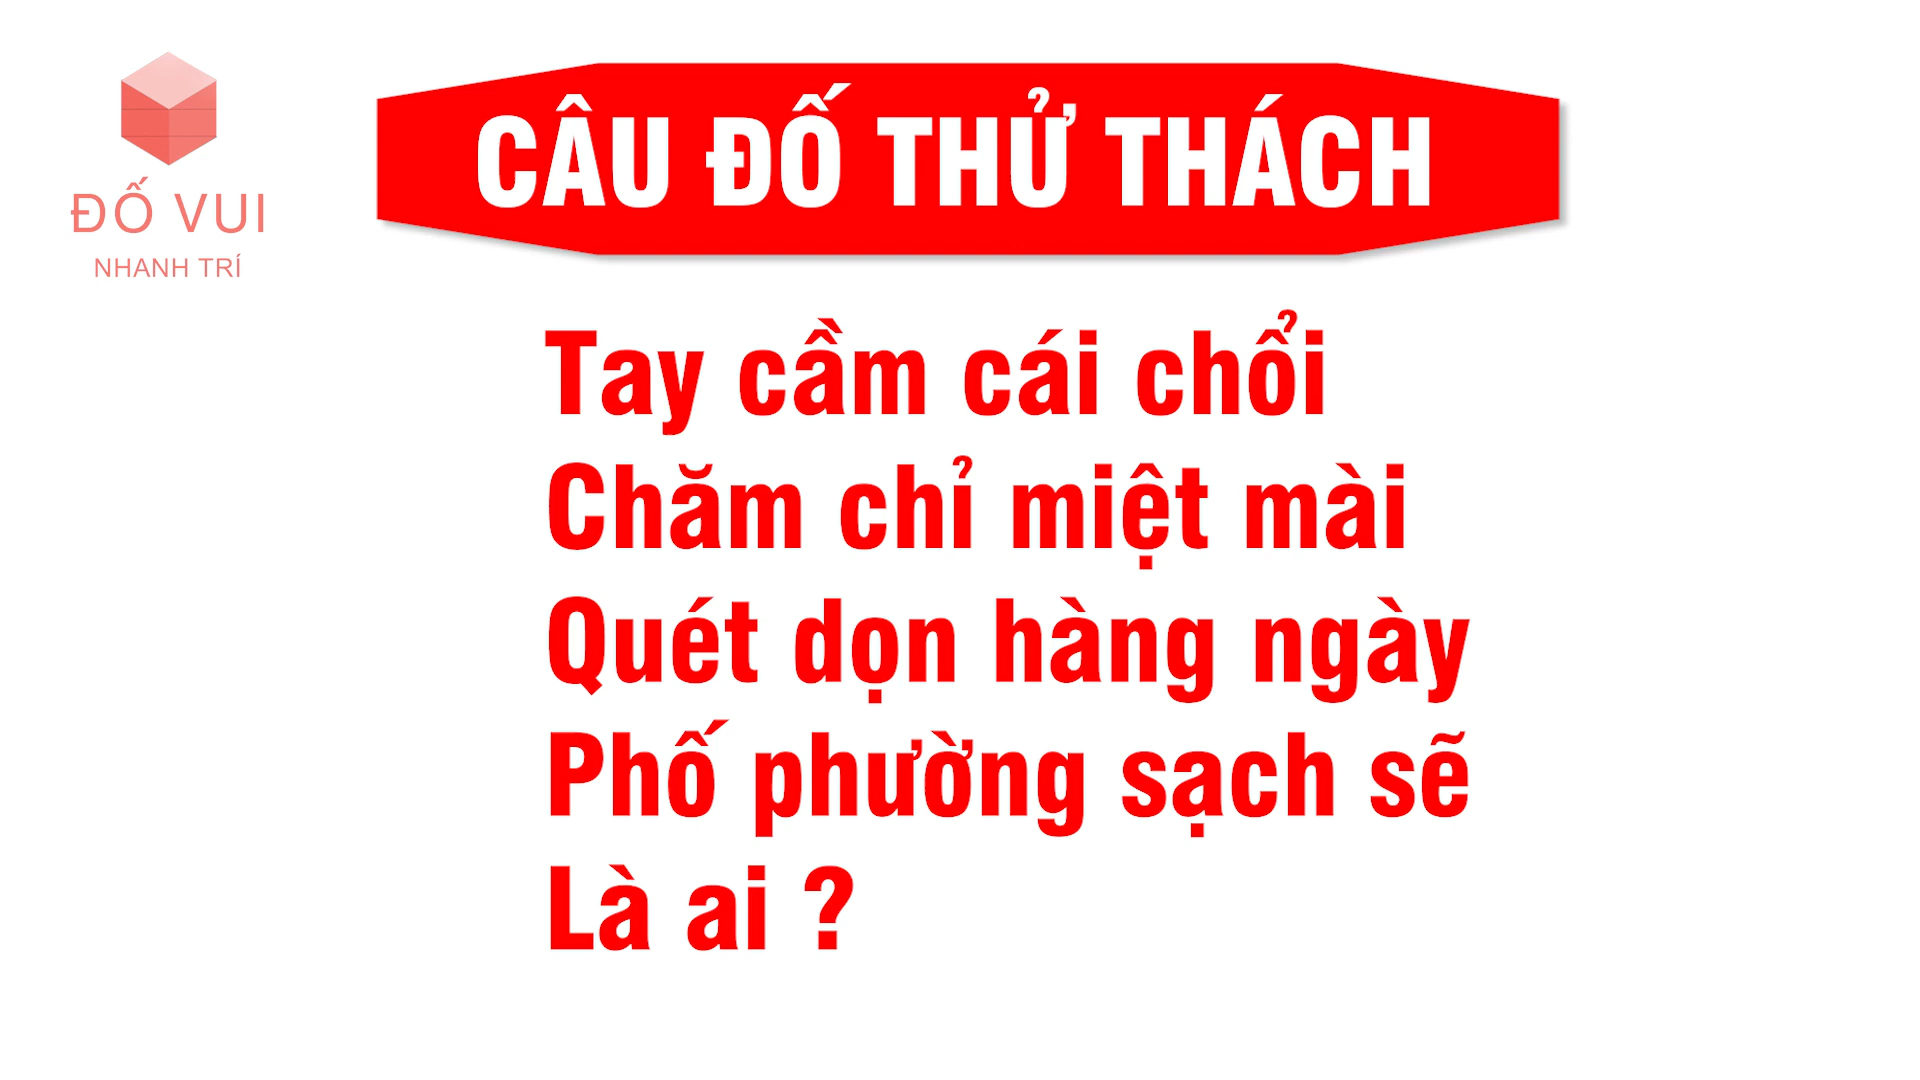 ĐỐ VUI
NHANH TRÍ
CÂU ĐỐ THỬ THÁCH
Tay cầm cái chổi
Chăm chỉ miệt mài
Quét dọn hàng ngày
Phố phường sạch sẽ
Là ai ?